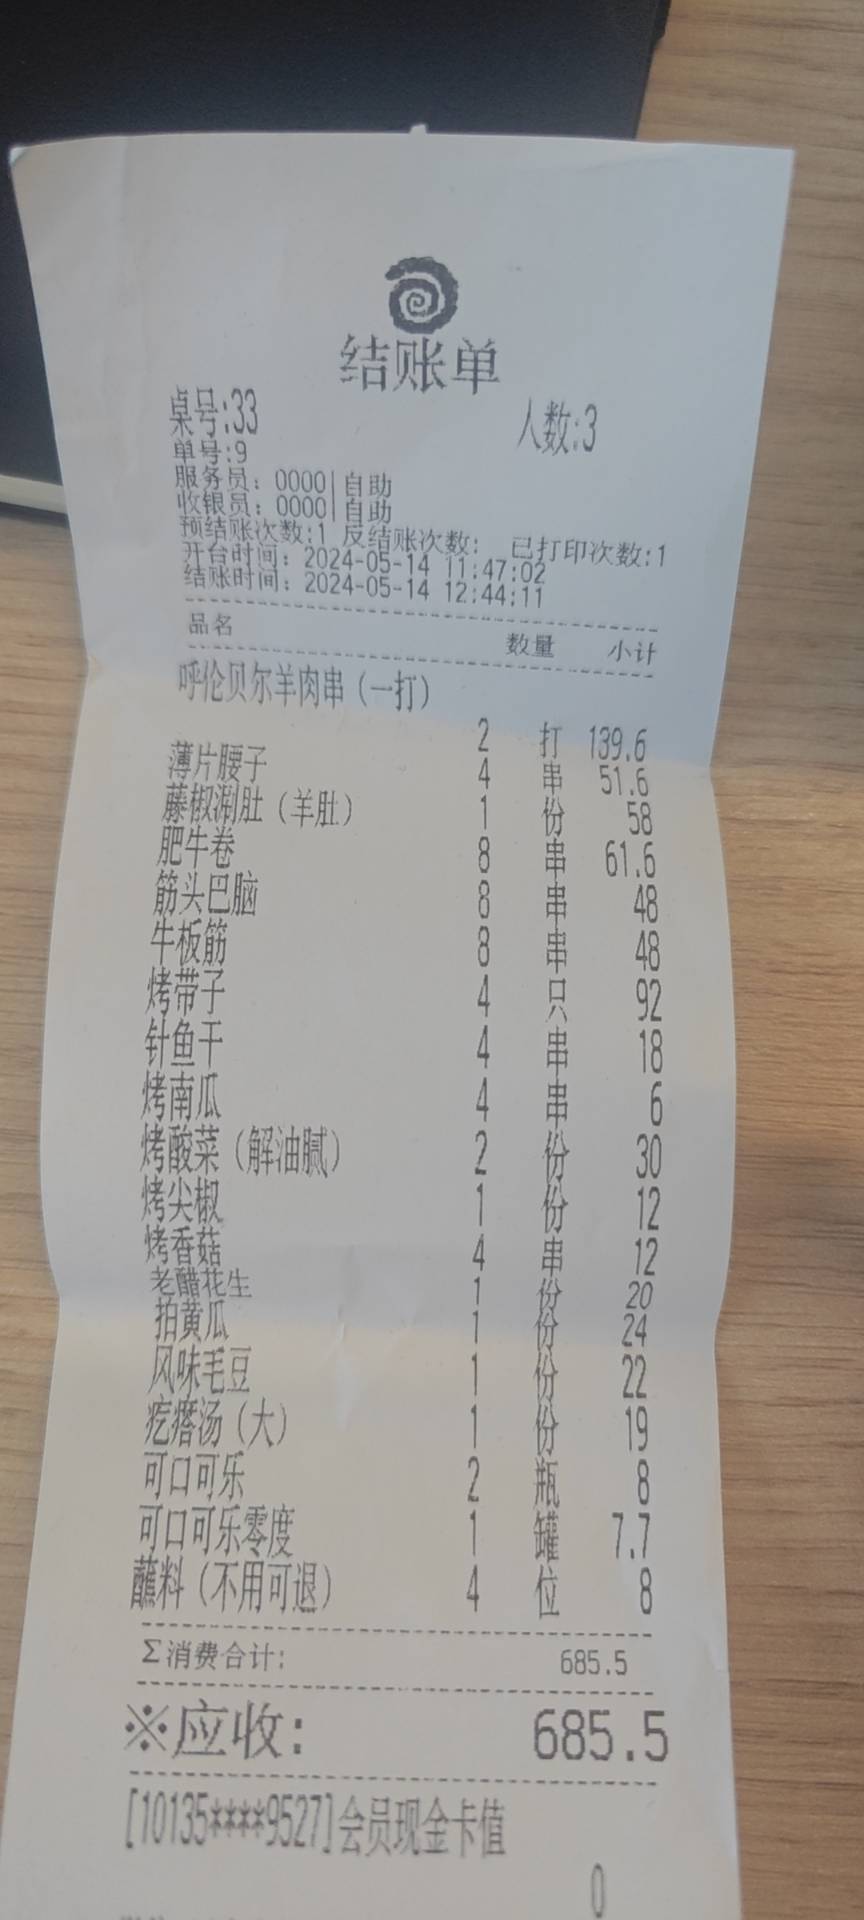 结账单
桌号:33 人数:3
单号:9
服务员: 0000|自助
收银员: 0000|自助
预结账次数:1 反结账次数: 已打印次数:1
开台时间: 2024-05-14 11:47:02
结账时间: 2024-05-14 12:44:11
品名 数量 小计
呼伦贝尔羊肉串(一打)
2 打 139.6
薄片腰子 4 串 51.6
藤椒涮肚(羊肚) 1 份 58
肥牛卷 8 串 61.6
筋头巴脑 8 串 48
牛板筋 8 串 48
烤带子 4 只 92
针鱼干 4 串 18
烤南瓜 4 串 6
烤酸菜(解油腻) 2 份 30
烤尖椒 1 份 12
烤香菇 4 串 12
老醋花生 1 份 20
拍黄瓜 1 份 24
风味毛豆 1 份 22
疙瘩汤(大) 1 份 19
可口可乐 2 瓶 8
可口可乐零度 1 罐 7.7
蘸料(不用可退) 4 位 8
Σ消费合计: 685.5
※应收: 685.5
[10135****9527]会员现金卡值
0